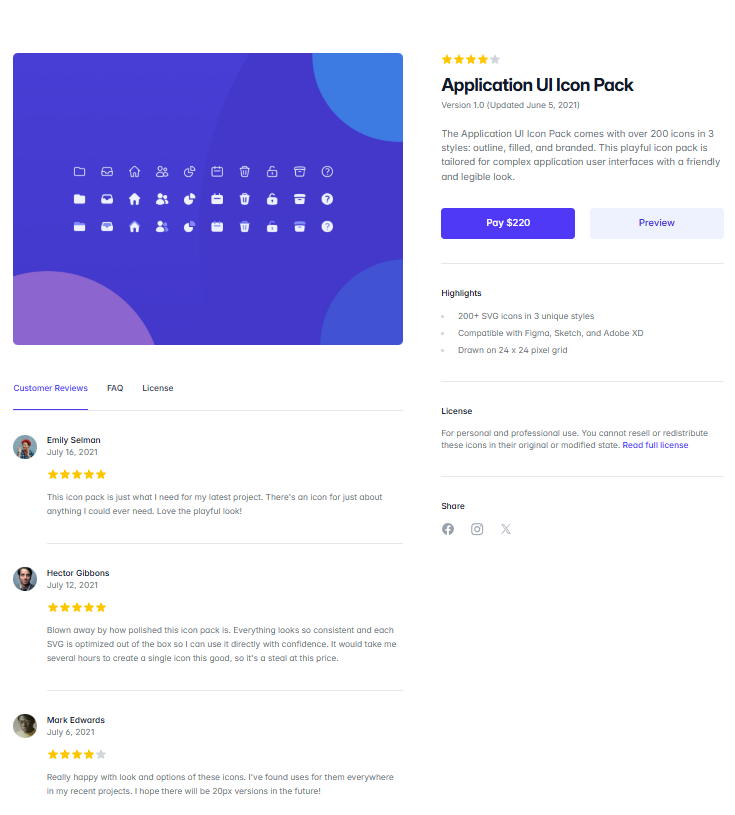 Application UI Icon Pack
Version 1.0 (Updated June 5, 2021)
The Application UI Icon Pack comes with over 200 icons in 3
styles: outline, filled, and branded. This playful icon pack is
tailored for complex application user interfaces with a friendly
and legible look.
Pay $220
Preview
Highlights
200+ SVG icons in 3 unique styles
Compatible with Figma, Sketch, and Adobe XD
Drawn on 24 x 24 pixel grid
License
For personal and professional use. You cannot resell or redistribute
these icons in their original or modified state. Read full license
Share
Customer Reviews
FAQ
License
Emily Selman
July 16, 2021
This icon pack is just what I need for my latest project. There's an icon for just about
anything I could ever need. Love the playful look!
Hector Gibbons
July 12, 2021
Blown away by how polished this icon pack is. Everything looks so consistent and each
SVG is optimized out of the box so I can use it directly with confidence. It would take me
several hours to create a single icon this good, so it's a steal at this price.
Mark Edwards
July 6, 2021
Really happy with look and options of these icons. I've found uses for them everywhere
in my recent projects. I hope there will be 20px versions in the future!